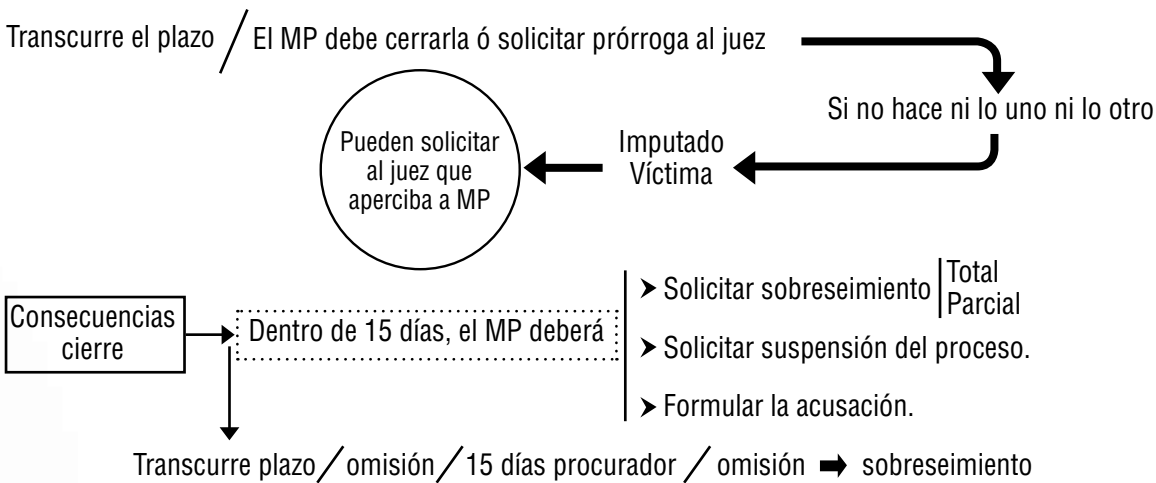 Transcurre el plazo / El MP debe cerrarla ó solicitar prórroga al juez
Si no hace ni lo uno ni lo otro
Imputado
Víctima
Pueden solicitar
al juez que
aperciba a MP
Consecuencias
cierre
Dentro de 15 días, el MP deberá
Solicitar sobreseimiento
Total
Parcial
Solicitar suspensión del proceso.
Formular la acusación.
Transcurre plazo / omisión / 15 días procurador / omisión ➡ sobreseimiento